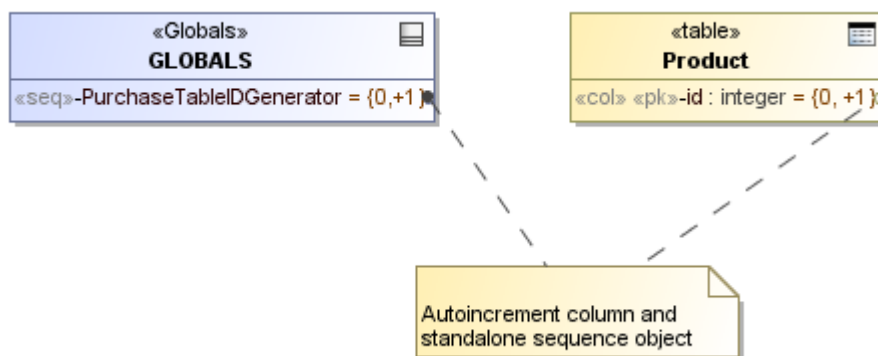 «Globals»
GLOBALS
«seq»-PurchaseTableIDGenerator = {0,+1}
«table»
Product
«col» «pk»-id : integer = {0, +1}
Autoincrement column and
standalone sequence object